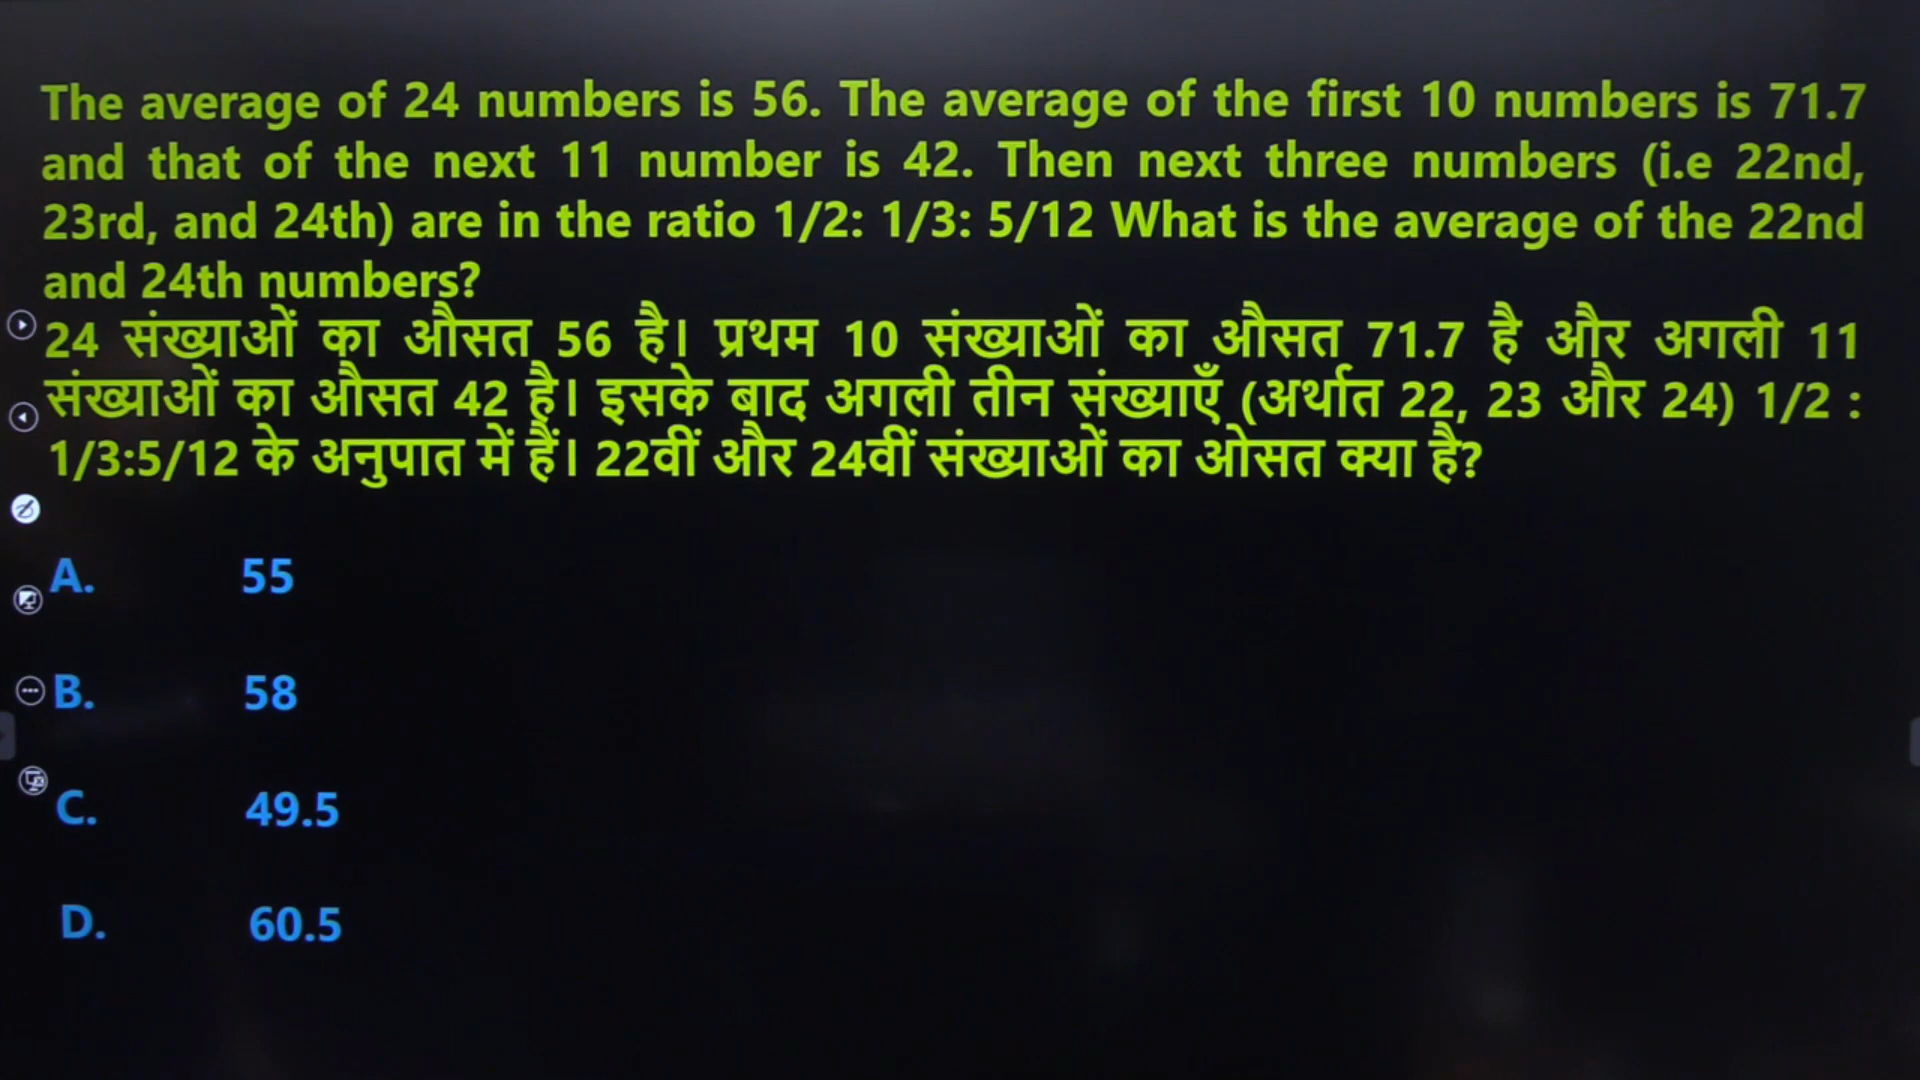 The average of 24 numbers is 56. The average of the first 10 numbers is 71.7
and that of the next 11 number is 42. Then next three numbers (i.e 22nd,
23rd, and 24th) are in the ratio 1/2: 1/3: 5/12 What is the average of the 22nd
and 24th numbers?
24 संख्याओं का औसत 56 है। प्रथम 10 संख्याओं का औसत 71.7 है और अगली 11
संख्याओं का औसत 42 है। इसके बाद अगली तीन संख्याएँ (अर्थात 22, 23 और 24) 1/2 :
1/3:5/12 के अनुपात में हैं। 22वीं और 24वीं संख्याओं का ओसत क्या है?
A. 55
B. 58
C. 49.5
D. 60.5